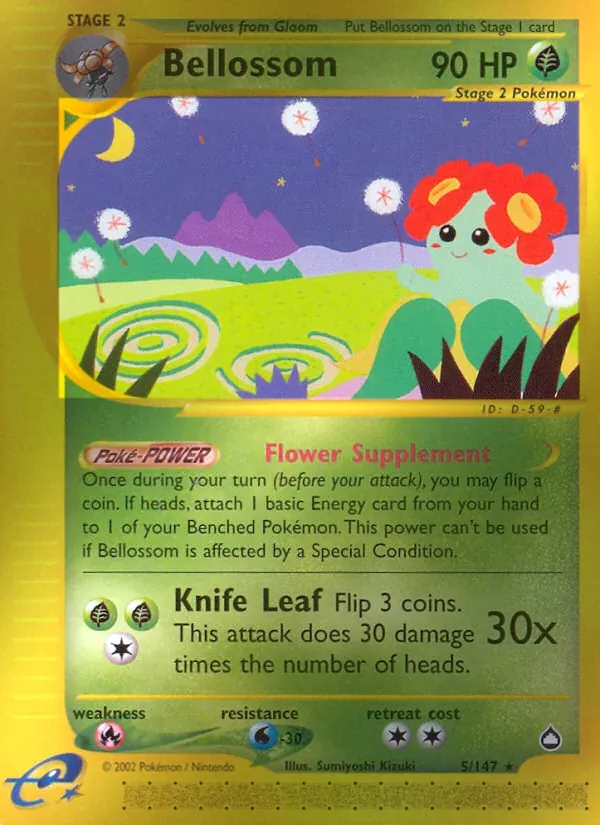 STAGE 2
Evolves from Gloom Put Bellossom on the Stage 1 card
Bellossom 90 HP
Stage 2 Pokémon
ID: D-59-#
Poké-POWER Flower Supplement
Once during your turn (before your attack), you may flip a
coin. If heads, attach 1 basic Energy card from your hand
to 1 of your Benched Pokémon. This power can't be used
if Bellossom is affected by a Special Condition.
Knife Leaf Flip 3 coins.
This attack does 30 damage 30x
times the number of heads.
weakness resistance retreat cost
-30
© 2002 Pokémon / Nintendo Illus. Sumiyoshi Kizuki 5/147 ★
e